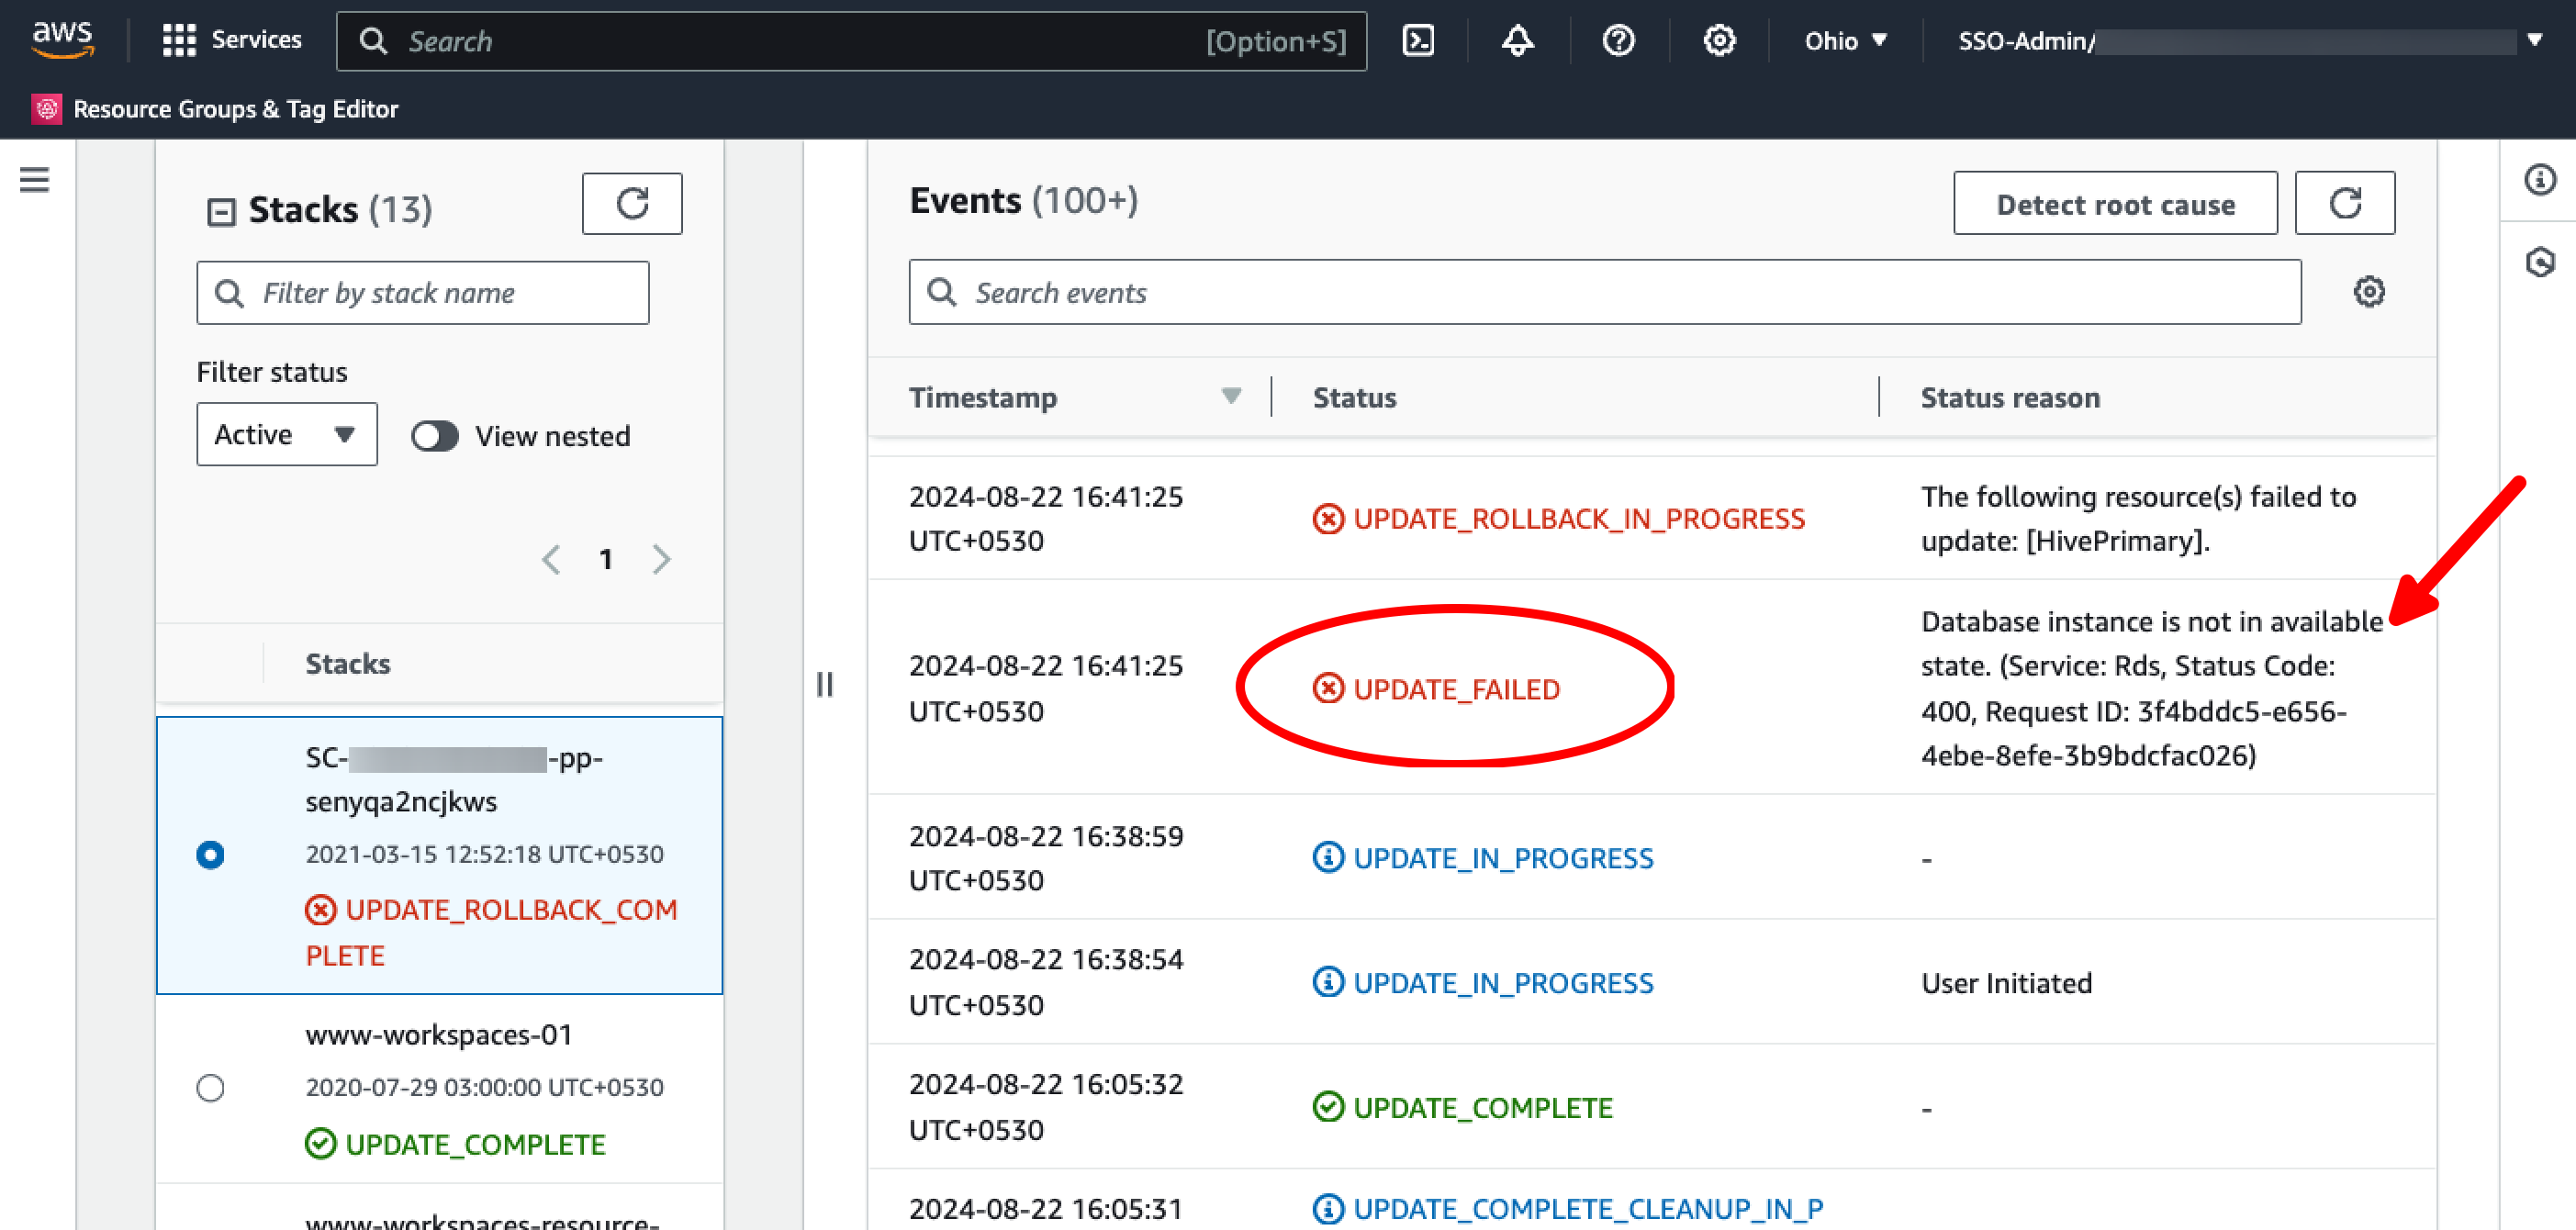 aws
Services
Search
[Option+S]
Ohio
SSO-Admin/
Resource Groups & Tag Editor
Stacks (13)
Filter by stack name
Filter status
Active
View nested
1
Stacks
SC- -pp-
senyqa2ncjkws
2021-03-15 12:52:18 UTC+0530
UPDATE_ROLLBACK_COM
PLETE
www-workspaces-01
2020-07-29 03:00:00 UTC+0530
UPDATE_COMPLETE
www-workspaces-resource-
Events (100+)
Detect root cause
Search events
Timestamp
Status
Status reason
2024-08-22 16:41:25
UTC+0530
UPDATE_ROLLBACK_IN_PROGRESS
The following resource(s) failed to
update: [HivePrimary].
2024-08-22 16:41:25
UTC+0530
UPDATE_FAILED
Database instance is not in available
state. (Service: Rds, Status Code:
400, Request ID: 3f4bddc5-e656-
4ebe-8efe-3b9bdcfac026)
2024-08-22 16:38:59
UTC+0530
UPDATE_IN_PROGRESS
-
2024-08-22 16:38:54
UTC+0530
UPDATE_IN_PROGRESS
User Initiated
2024-08-22 16:05:32
UTC+0530
UPDATE_COMPLETE
-
2024-08-22 16:05:31
UPDATE_COMPLETE_CLEANUP_IN_P